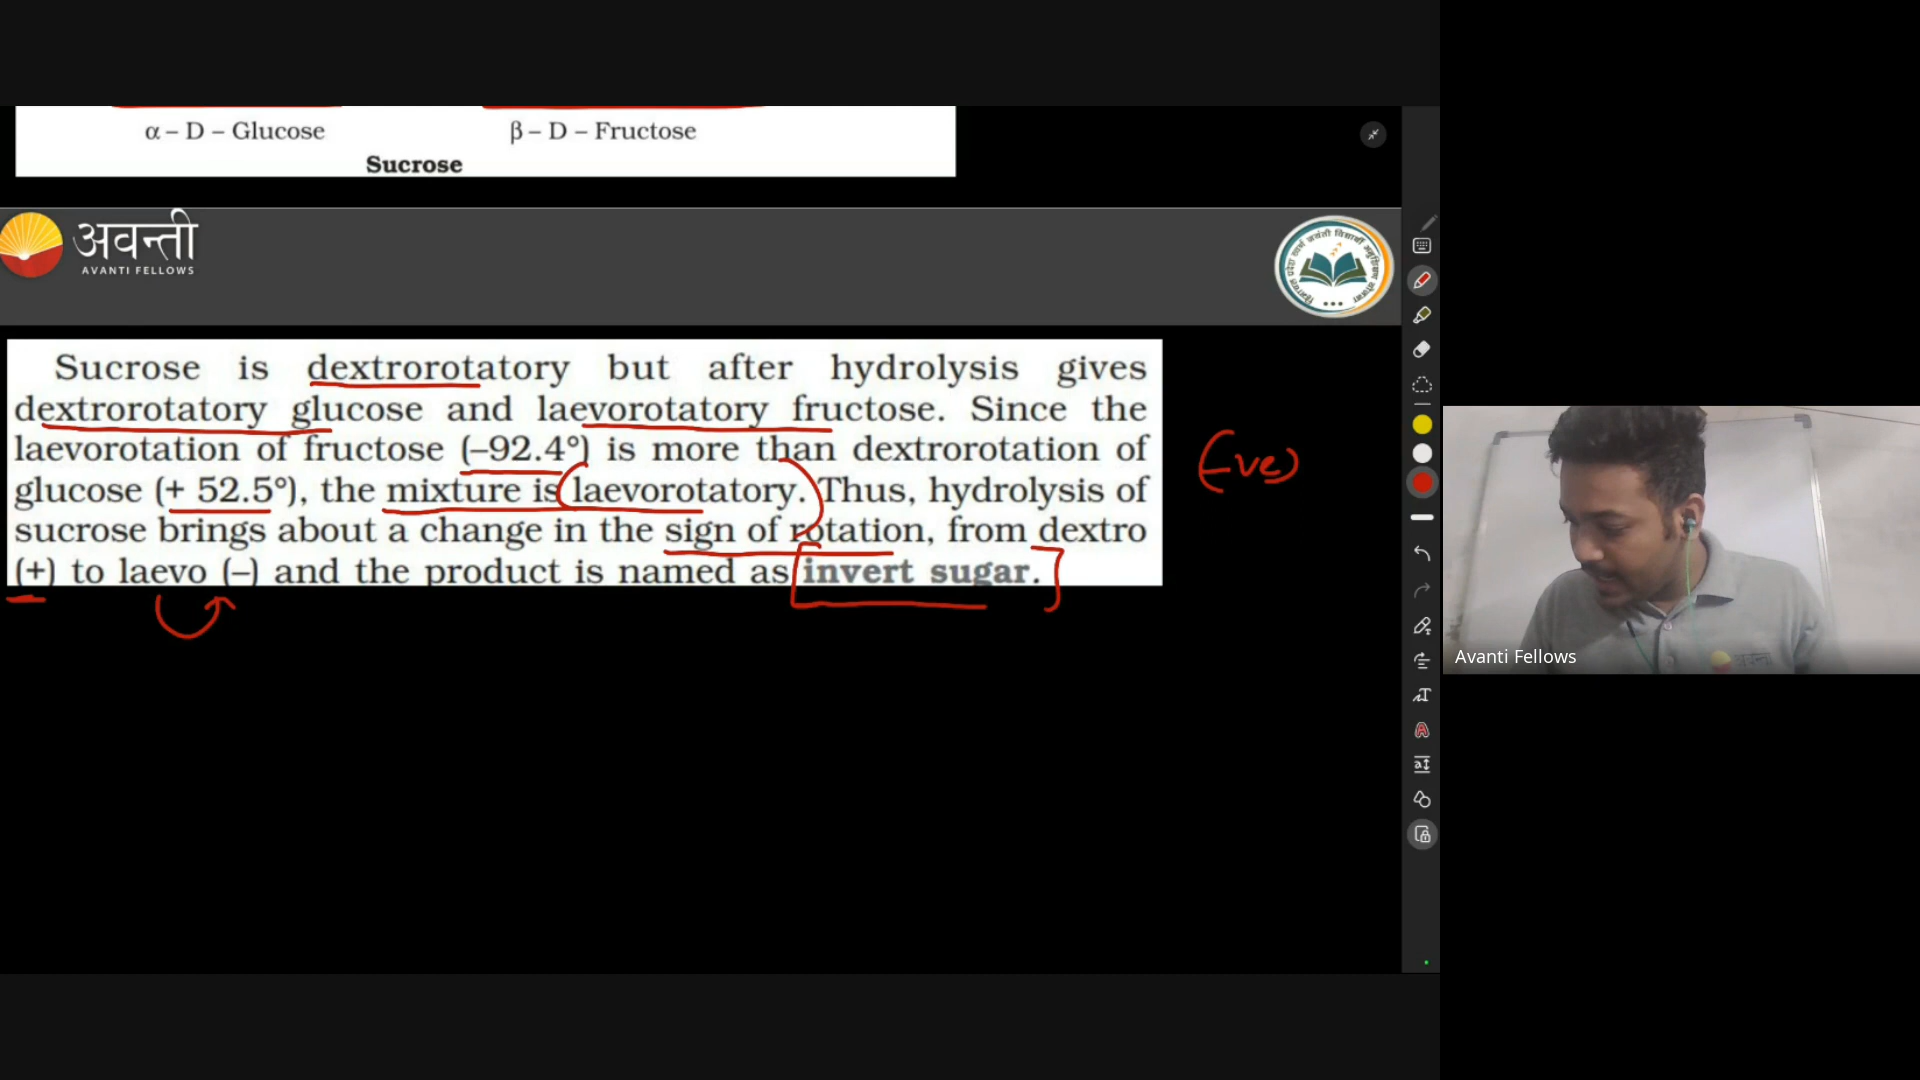 α – D – Glucose
β – D – Fructose
Sucrose
अवन्ती
AVANTI FELLOWS
Sucrose is dextrorotatory but after hydrolysis gives
dextrorotatory glucose and laevorotatory fructose. Since the
laevorotation of fructose (–92.4°) is more than dextrorotation of
glucose (+ 52.5°), the mixture is laevorotatory. Thus, hydrolysis of
sucrose brings about a change in the sign of rotation, from dextro
(+) to laevo (–) and the product is named as invert sugar.
(-ve)
Avanti Fellows